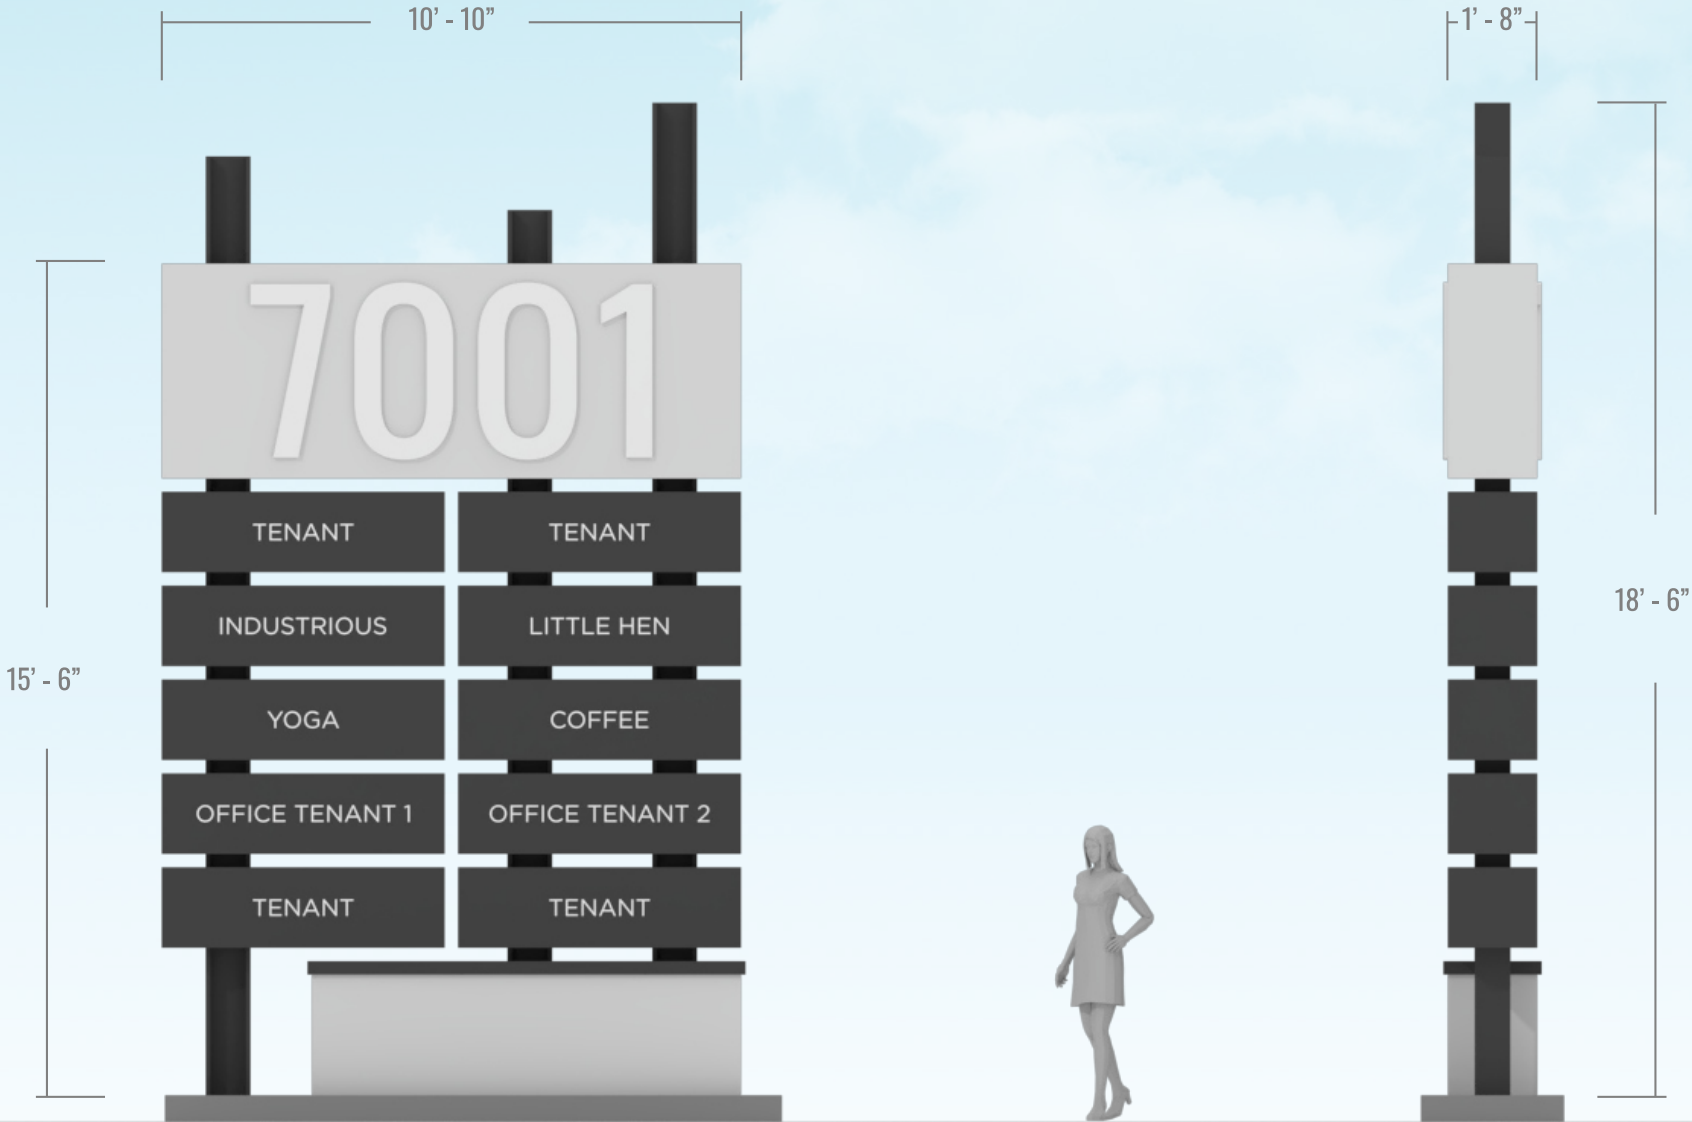 10’ - 10”
1’ - 8”
7001
TENANT
TENANT
INDUSTRIOUS
LITTLE HEN
18’ - 6”
15’ - 6”
YOGA
COFFEE
OFFICE TENANT 1
OFFICE TENANT 2
TENANT
TENANT